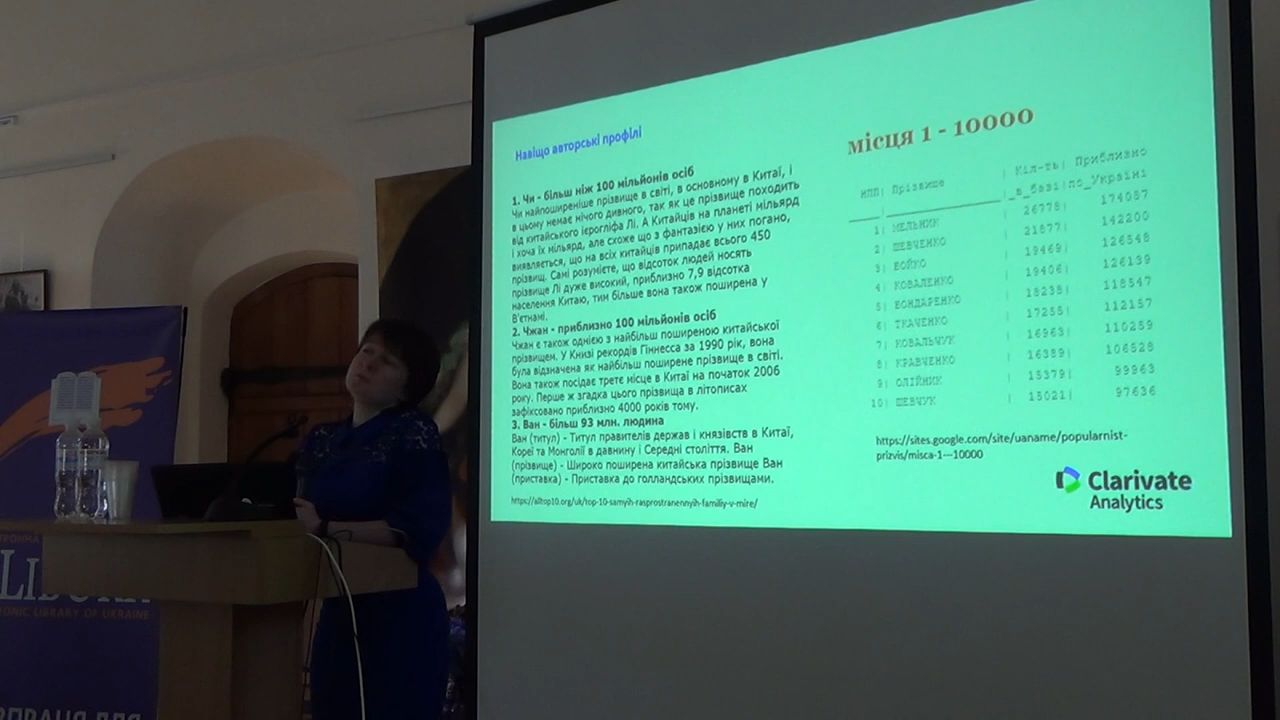 Навіщо авторські профілі
1. Чи - більш ніж 100 мільйонів осіб
Чи найпоширеніше прізвище в світі, в основному в Китаї, і
в цьому немає нічого дивного, так як це прізвище походить
від китайського ієрогліфа Лі. А Китайців на планеті мільярд
і хоча їх мільярд, але схоже що з фантазією у них погано,
виявляється, що на всіх китайців припадає всього 450
прізвищ. Самі розумієте, що відсоток людей носять
прізвище Лі дуже високий, приблизно 7,9 відсотка
населення Китаю, тим більше вона також поширена у
В'єтнамі.
2. Чжан - приблизно 100 мільйонів осіб
Чжан є також однією з найбільш поширеною китайської
прізвищем. У Книзі рекордів Гіннесса за 1990 рік, вона
була відзначена як найбільш поширене прізвище в світі.
Вона також посідає третє місце в Китаї на початок 2006
року. Перше ж згадка цього прізвища в літописах
зафіксовано приблизно 4000 років тому.
3. Ван - більш 93 млн. людина
Ван (титул) - Титул правителів держав і князівств в Китаї,
Кореї та Монголії в давнину і Середні століття. Ван
(прізвище) - Широко поширена китайська прізвище Ван
(приставка) - Приставка до голландських прізвищами.
https://alltop10.org/uk/top-10-samyih-rasprostranennyih-familiy-v-mire/
місця 1 - 10000
НПП| Прізвище | Кіл-ть| Приблизно
|_в_базі|по_Україні
1| МЕЛЬНИК | 26778| 174087
2| ШЕВЧЕНКО | 21877| 142200
3| БОЙКО | 19469| 126548
4| КОВАЛЕНКО | 19406| 126139
5| БОНДАРЕНКО | 18238| 118547
6| ТКАЧЕНКО | 17255| 112157
7| КОВАЛЬЧУК | 16963| 110259
8| КРАВЧЕНКО | 16389| 106528
9| ОЛІЙНИК | 15379| 99963
10| ШЕВЧУК | 15021| 97636
https://sites.google.com/site/uaname/popularnist-
prizvis/misca-1---10000
Clarivate
Analytics
ONIC LIBRARY OF UKRAINE